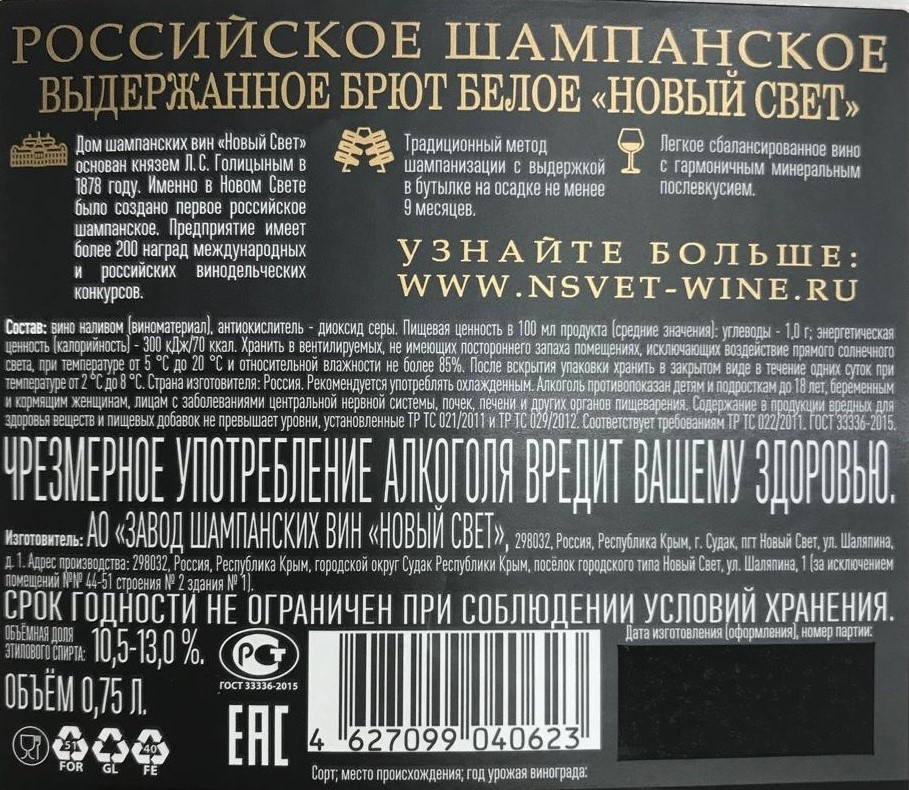 РОССИЙСКОЕ ШАМПАНСКОЕ
ВЫДЕРЖАННОЕ БРЮТ БЕЛОЕ «НОВЫЙ СВЕТ»
Дом шампанских вин «Новый Свет»
основан князем Л. С. Голицыным в
1878 году. Именно в Новом Свете
было создано первое российское
шампанское. Предприятие имеет
более 200 наград международных
и российских винодельческих
конкурсов.
Традиционный метод
шампанизации с выдержкой
в бутылке на осадке не менее
9 месяцев.
Легкое сбалансированное вино
с гармоничным минеральным
послевкусием.
УЗНАЙТЕ БОЛЬШЕ:
WWW.NSVET-WINE.RU
Состав: вино наливом (виноматериал), антиокислитель - диоксид серы. Пищевая ценность в 100 мл продукта (средние значения): углеводы - 1,0 г; энергетическая
ценность (калорийность) - 300 кДж/70 ккал. Хранить в вентилируемых, не имеющих постороннего запаха помещениях, исключающих воздействие прямого солнечного
света, при температуре от 5 °С до 20 °С и относительной влажности не более 85%. После вскрытия упаковки хранить в закрытом виде в течение одних суток при
температуре от 2 °С до 8 °С. Страна изготовителя: Россия. Рекомендуется употреблять охлажденным. Алкоголь противопоказан детям и подросткам до 18 лет, беременным
и кормящим женщинам, лицам с заболеваниями центральной нервной системы, почек, печени и других органов пищеварения. Содержание в продукции вредных для
здоровья веществ и пищевых добавок не превышает уровни, установленные ТР ТС 021/2011 и ТР ТС 029/2012. Соответствует требованиям ТР ТС 022/2011. ГОСТ 33336-2015.
ЧРЕЗМЕРНОЕ УПОТРЕБЛЕНИЕ АЛКОГОЛЯ ВРЕДИТ ВАШЕМУ ЗДОРОВЬЮ.
Изготовитель: АО «ЗАВОД ШАМПАНСКИХ ВИН «НОВЫЙ СВЕТ», 298032, Россия, Республика Крым, г. Судак, пгт Новый Свет, ул. Шаляпина,
д. 1. Адрес производства: 298032, Россия, Республика Крым, городской округ Судак Республики Крым, посёлок городского типа Новый Свет, ул. Шаляпина, 1 (за исключением
помещений №№ 44-51 строения № 2 здания № 1).
СРОК ГОДНОСТИ НЕ ОГРАНИЧЕН ПРИ СОБЛЮДЕНИИ УСЛОВИЙ ХРАНЕНИЯ.
ОБЪЁМНАЯ ДОЛЯ
ЭТИЛОВОГО СПИРТА: 10,5-13,0 %.
ОБЪЁМ 0,75 Л.
РСТ
ГОСТ 33336-2015
EAC
Дата изготовления (оформления), номер партии:
51
FOR
GL
40
FE
4 627099 040623
Сорт; место происхождения; год урожая винограда: